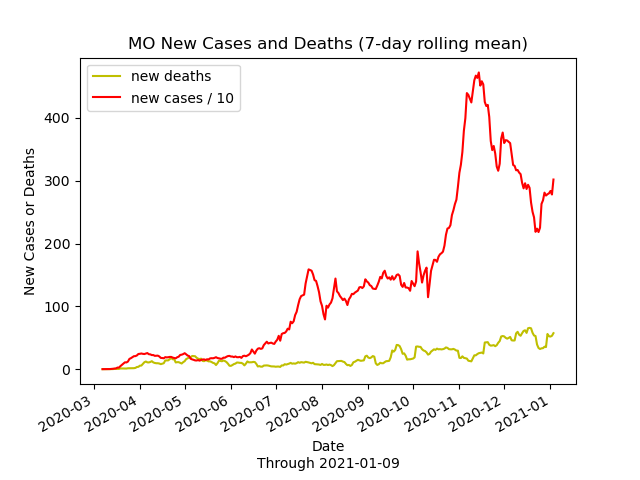 MO New Cases and Deaths (7-day rolling mean)
new deaths
new cases / 10
New Cases or Deaths
400
300
200
100
0
2020-03
2020-04
2020-05
2020-06
2020-07
2020-08
2020-09
2020-10
2020-11
2020-12
2021-01
Date
Through 2021-01-09